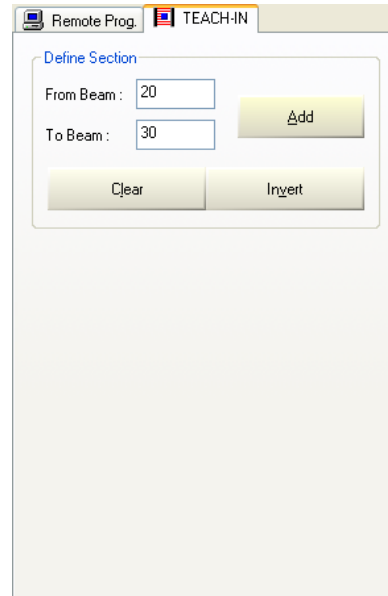 Remote Prog. TEACH-IN
Define Section
From Beam : 20
Add
To Beam : 30
Clear Invert